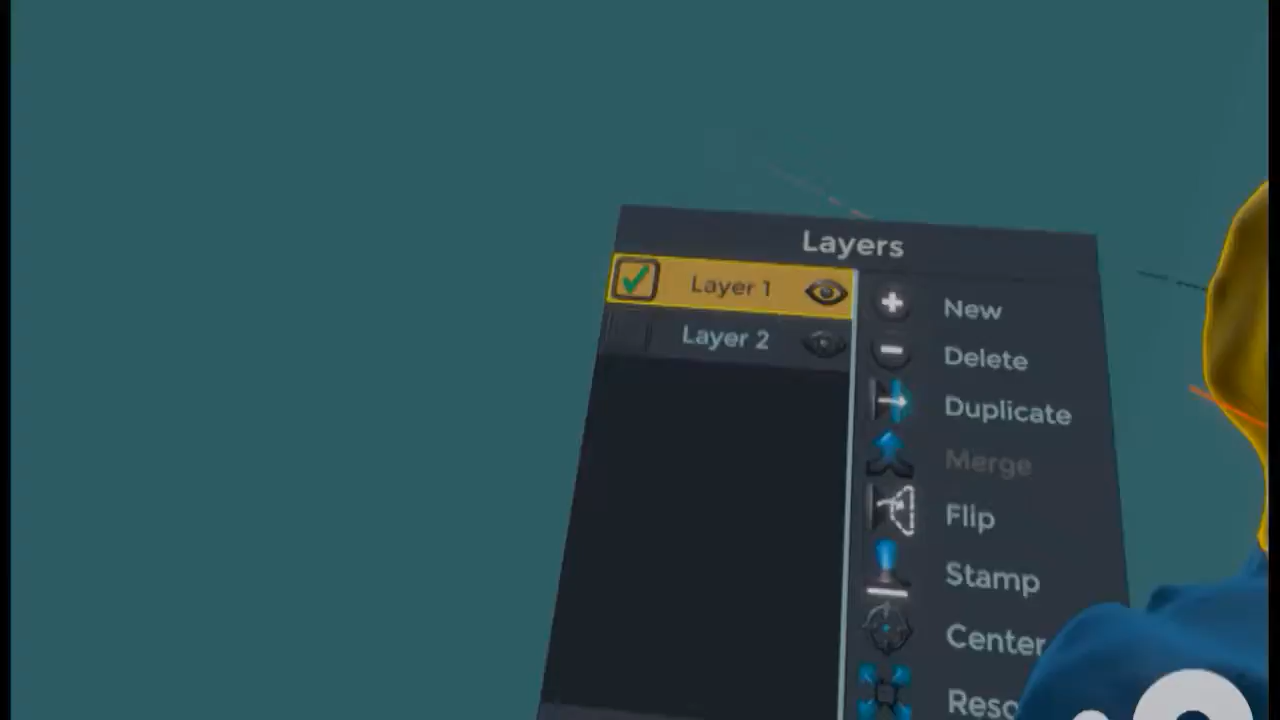 Layers
Layer 1
Layer 2
New
Delete
Duplicate
Merge
Flip
Stamp
Center